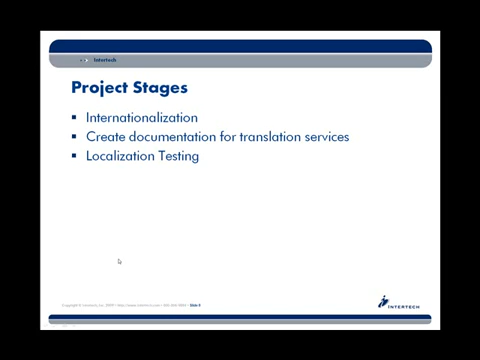 Intertech
Project Stages
Internationalization
Create documentation for translation services
Localization Testing
INTERTECH